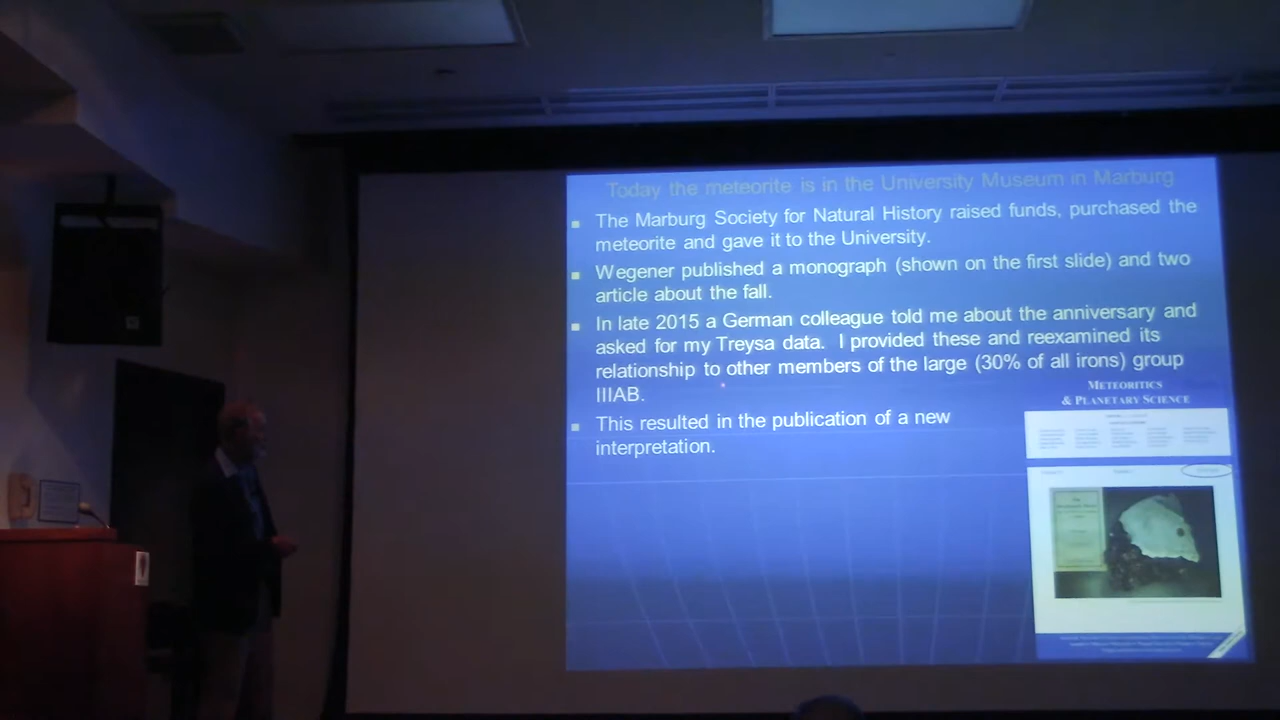 Today the meteorite is in the University Museum in Marburg
The Marburg Society for Natural History raised funds, purchased the
meteorite and gave it to the University.
Wegener published a monograph (shown on the first slide) and two
article about the fall.
In late 2015 a German colleague told me about the anniversary and
asked for my Treysa data. I provided these and reexamined its
relationship to other members of the large (30% of all irons) group
IIIAB.
This resulted in the publication of a new
interpretation.
METEORITICS
& PLANETARY SCIENCE